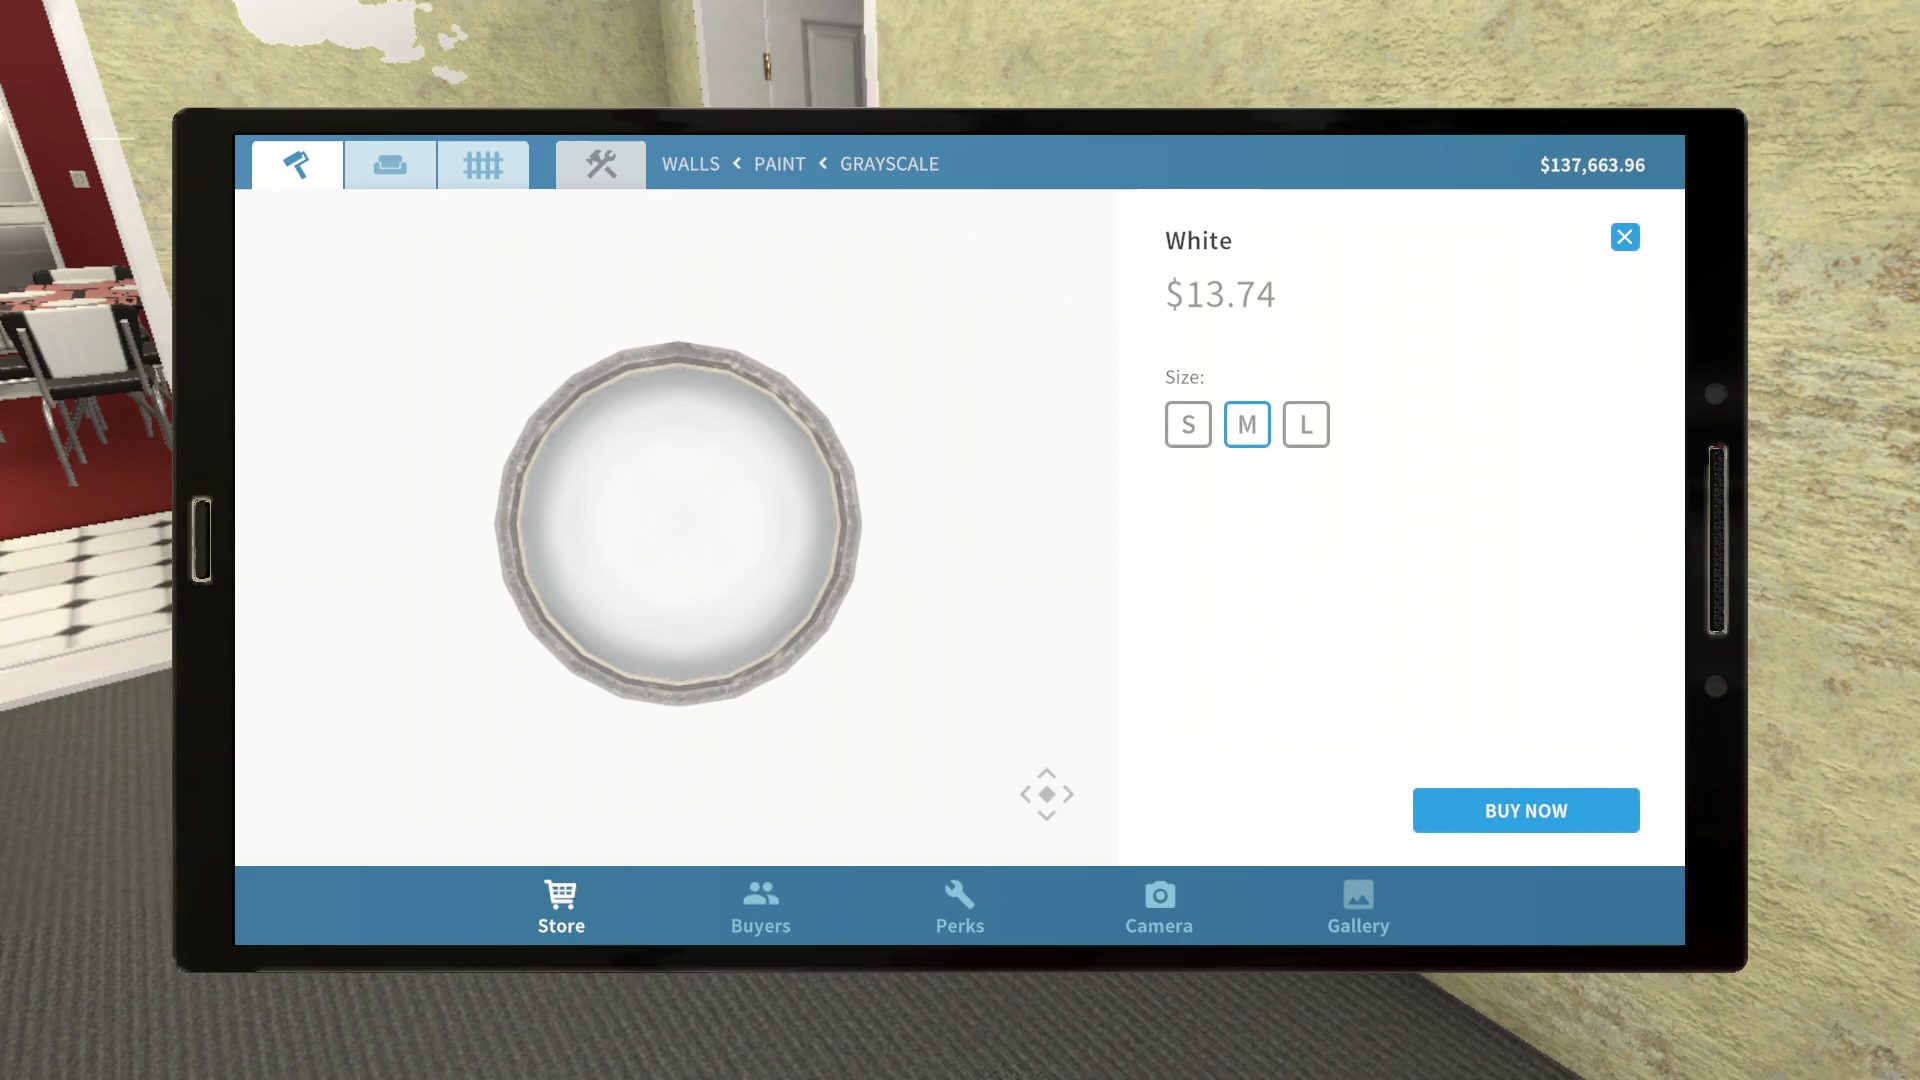 WALLS < PAINT < GRAYSCALE
$137,663.96
White
$13.74
Size:
S M L
BUY NOW
Store Buyers Perks Camera Gallery